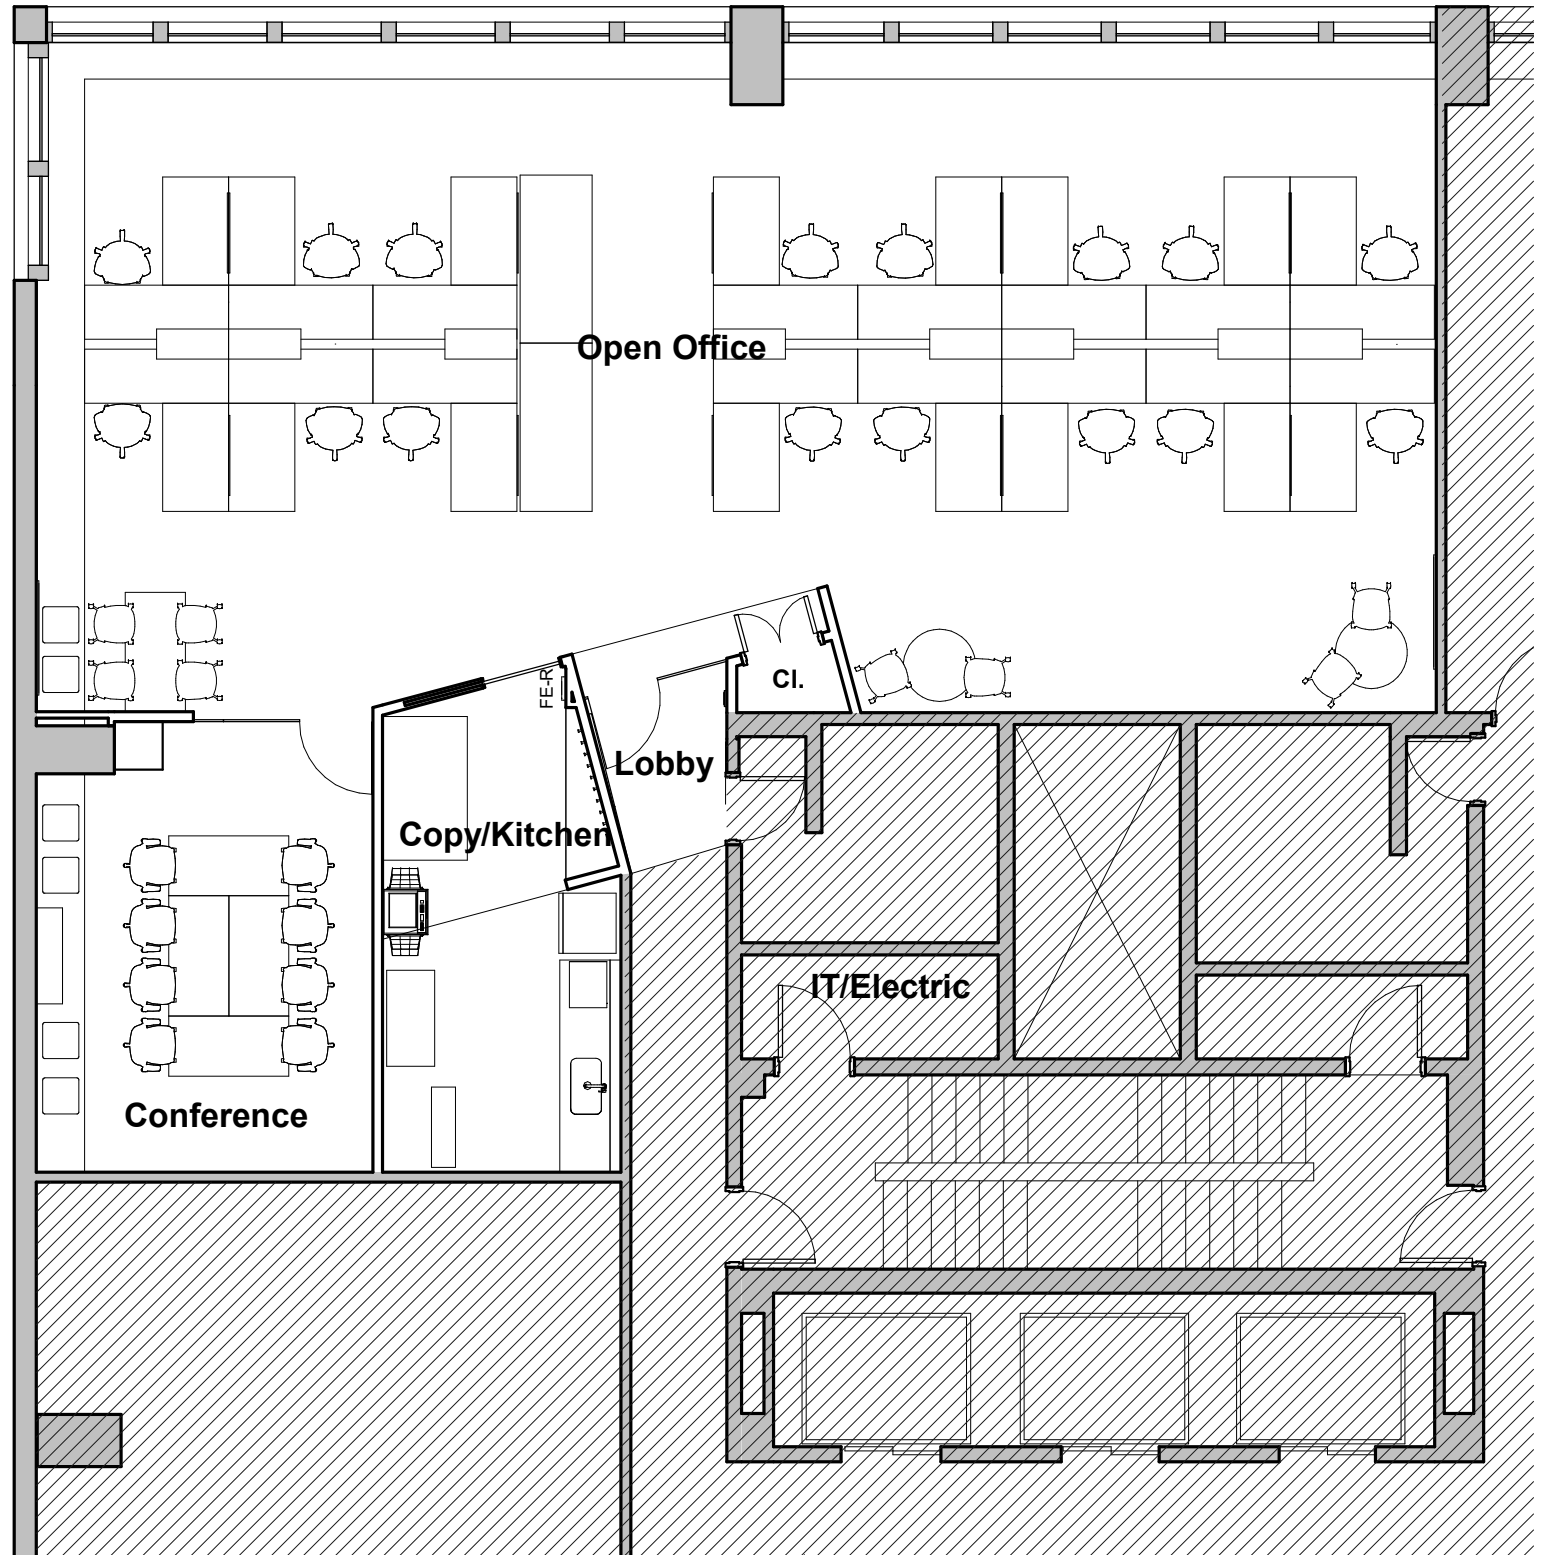 Open Office
FE-R
Cl.
Lobby
Copy/Kitchen
IT/Electric
Conference